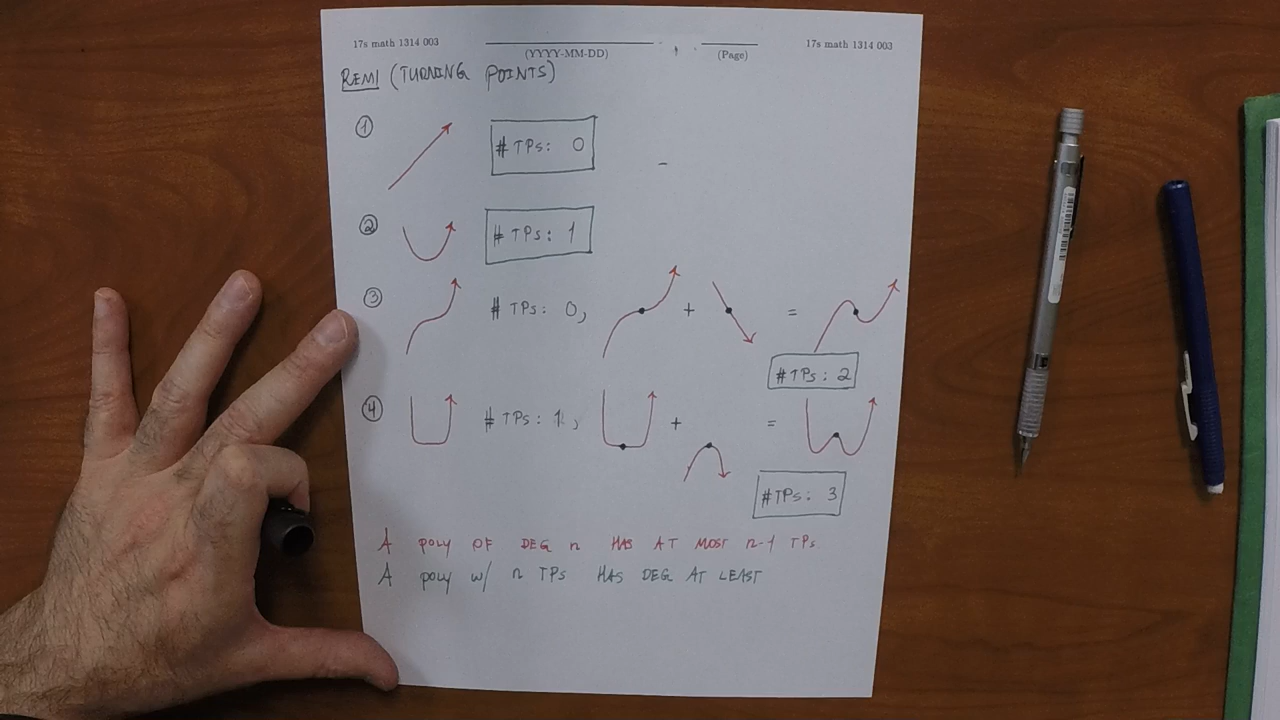 17s math 1314 003 (YYYY-MM-DD) , (Page) 17s math 1314 003
REM! (TURNING POINTS)
① # TPs: 0
② # TPs: 1
③ # TPs: 0, + =
# TPs: 2
④ # TPs: 1, + =
# TPs: 3
A POLY OF DEG n HAS AT MOST n-1 TPs.
A POLY W/ n TPs HAS DEG AT LEAST